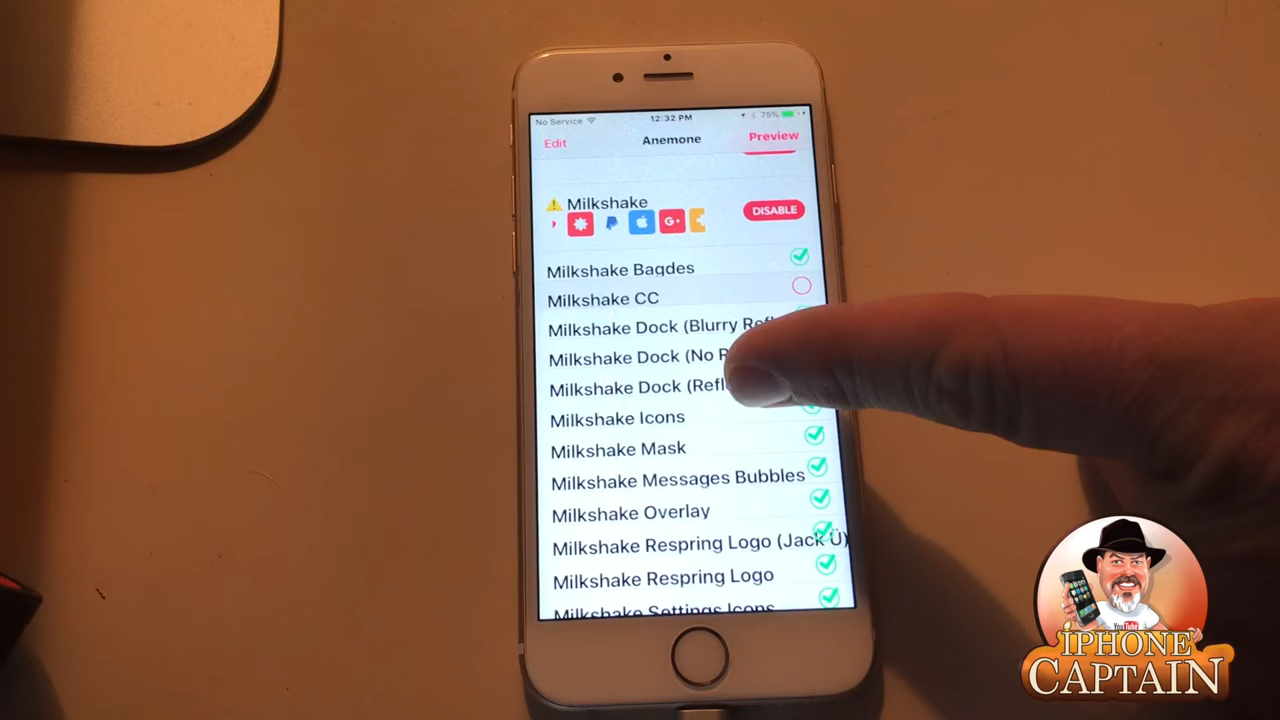 No Service 12:32 PM 75%
Edit Anemone Preview
Milkshake
G+
DISABLE
Milkshake Bagdes
Milkshake CC
Milkshake Dock (Blurry Refl
Milkshake Dock (No R
Milkshake Dock (Refl
Milkshake Icons
Milkshake Mask
Milkshake Messages Bubbles
Milkshake Overlay
Milkshake Respring Logo (Jack Ü)
Milkshake Respring Logo
Milkshake Settings Icons
YouTube
iPHONE
CAPTAIN